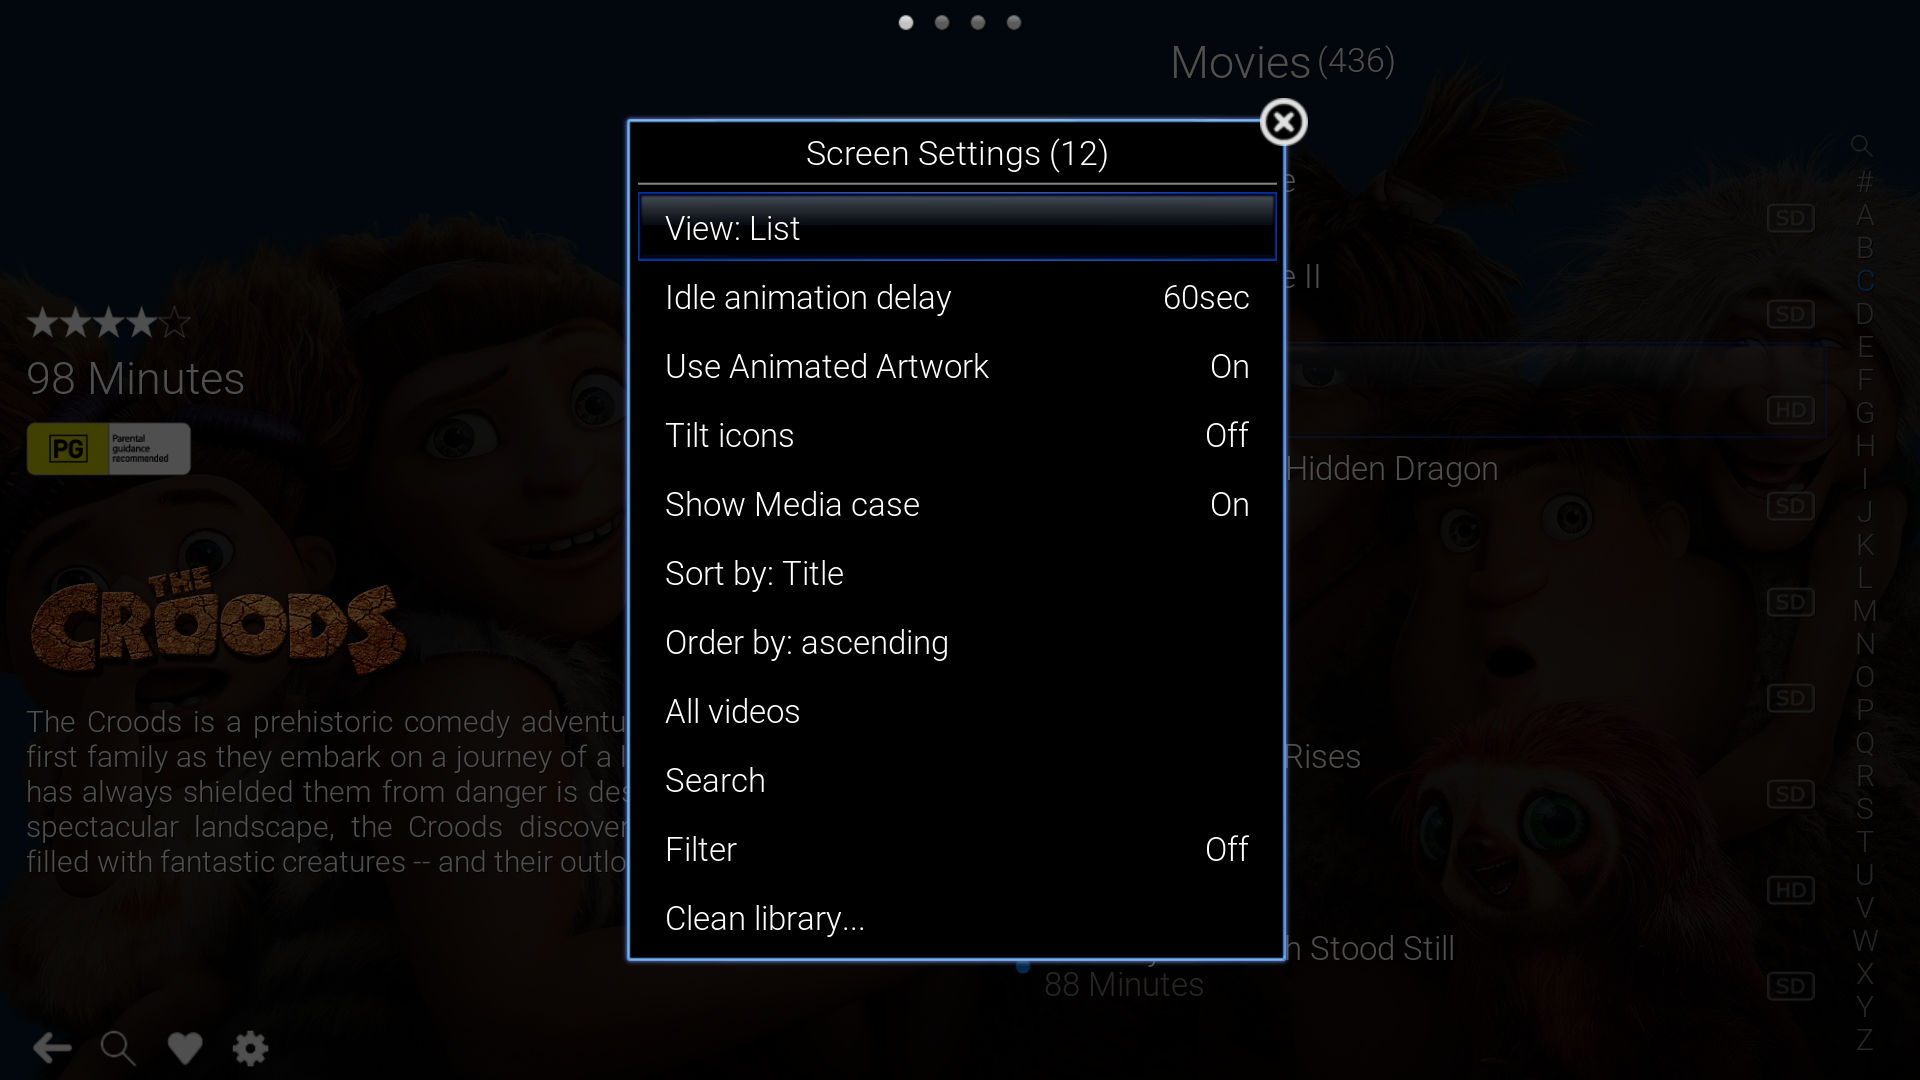 Movies (436)
Screen Settings (12)
View: List
Idle animation delay 60sec
Use Animated Artwork On
Tilt icons Off
Show Media case On
Sort by: Title
Order by: ascending
All videos
Search
Filter Off
Clean library...
98 Minutes
PG
Parental
guidance
recommended
THE
CROODS
The Croods is a prehistoric comedy
first family as they embark on a journey of a
has always shielded them from danger is
spectacular landscape, the Croods
filled with fantastic creatures -- and their
II
Hidden Dragon
Rises
Stood Still
88 Minutes
SD
SD
HD
SD
SD
SD
SD
HD
SD
#
A
B
C
D
E
F
G
H
I
J
K
L
M
N
O
P
Q
R
S
T
U
V
W
X
Y
Z